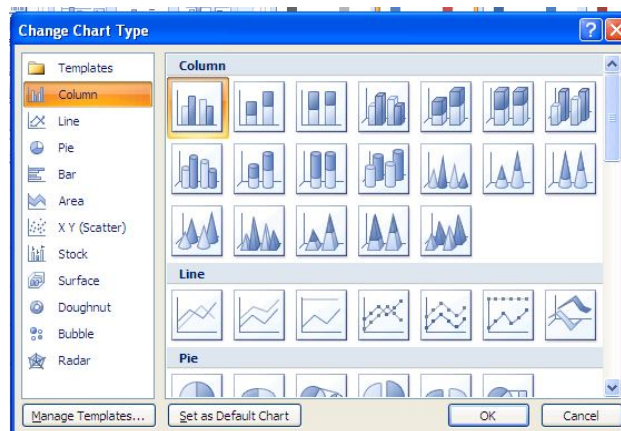 Change Chart Type
Templates
Column
Line
Pie
Bar
Area
X Y (Scatter)
Stock
Surface
Doughnut
Bubble
Radar
Column
Line
Pie
Manage Templates...
Set as Default Chart
OK
Cancel